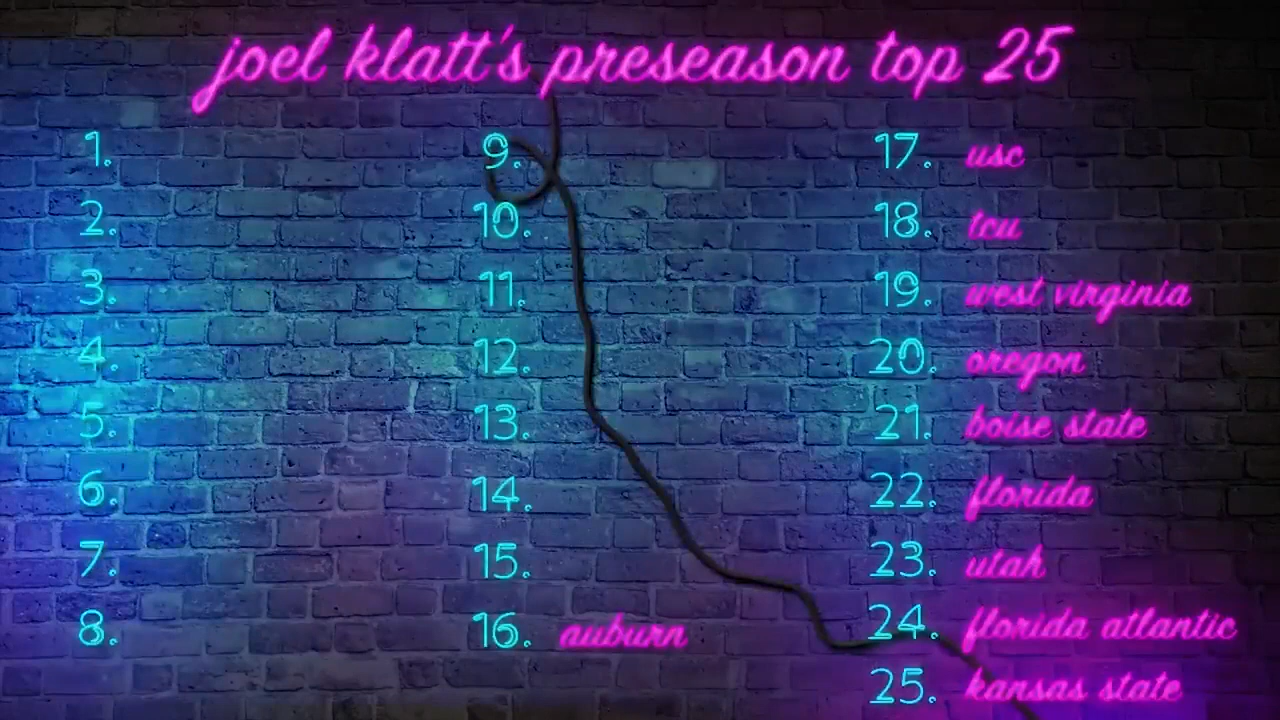 joel klatt's preseason top 25
1.
2.
3.
4.
5.
6.
7.
8.
9.
10.
11.
12.
13.
14.
15.
16. auburn
17. usc
18. tcu
19. west virginia
20. oregon
21. boise state
22. florida
23. utah
24. florida atlantic
25. kansas state